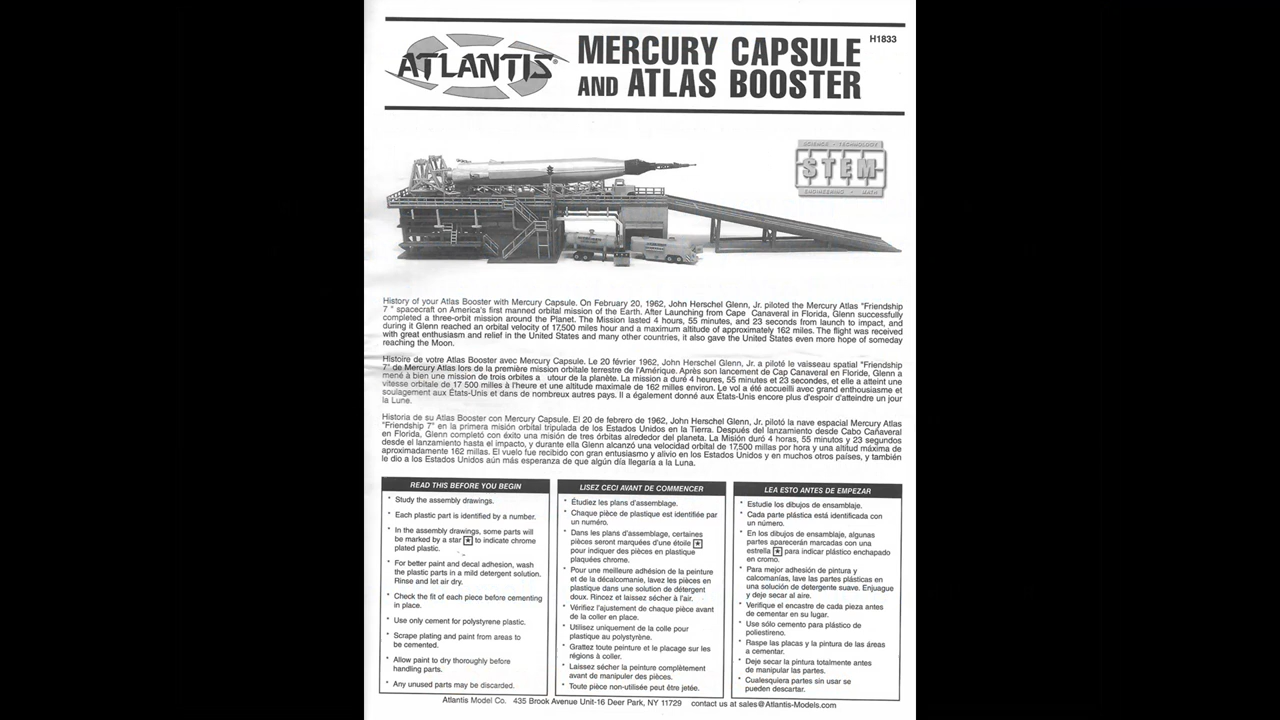 ATLANTIS®
MERCURY CAPSULE
AND ATLAS BOOSTER
H1833
SCIENCE • TECHNOLOGY
STEM
ENGINEERING • MATH
History of your Atlas Booster with Mercury Capsule. On February 20, 1962, John Herschel Glenn, Jr. piloted the Mercury Atlas "Friendship
7 " spacecraft on America's first manned orbital mission of the Earth. After Launching from Cape Canaveral in Florida, Glenn successfully
completed a three-orbit mission around the Planet. The Mission lasted 4 hours, 55 minutes, and 23 seconds from launch to impact, and
during it Glenn reached an orbital velocity of 17,500 miles hour and a maximum altitude of approximately 162 miles. The flight was received
with great enthusiasm and relief in the United States and many other countries, it also gave the United States even more hope of someday
reaching the Moon.
Histoire de votre Atlas Booster avec Mercury Capsule. Le 20 février 1962, John Herschel Glenn, Jr. a piloté le vaisseau spatial "Friendship
7" de Mercury Atlas lors de la première mission orbitale terrestre de l'Amérique. Après son lancement de Cap Canaveral en Floride, Glenn a
mené à bien une mission de trois orbites a utour de la planète. La mission a duré 4 heures, 55 minutes et 23 secondes, et elle a atteint une
vitesse orbitale de 17 500 milles à l'heure et une altitude maximale de 162 milles environ. Le vol a été accueilli avec grand enthousiasme et
soulagement aux États-Unis et dans de nombreux autres pays. Il a également donné aux États-Unis encore plus d'espoir d'atteindre un jour
la Lune.
Historia de su Atlas Booster con Mercury Capsule. El 20 de febrero de 1962, John Herschel Glenn, Jr. pilotó la nave espacial Mercury Atlas
"Friendship 7" en la primera misión orbital tripulada de los Estados Unidos en la Tierra. Después del lanzamiento desde Cabo Cañaveral
en Florida, Glenn completó con éxito una misión de tres órbitas alrededor del planeta. La Misión duró 4 horas, 55 minutos y 23 segundos
desde el lanzamiento hasta el impacto, y durante ella Glenn alcanzó una velocidad orbital de 17,500 millas por hora y una altitud máxima de
aproximadamente 162 millas. El vuelo fue recibido con gran entusiasmo y alivio en los Estados Unidos y en muchos otros países, y también
le dio a los Estados Unidos aún más esperanza de que algún día llegaría a la Luna.
READ THIS BEFORE YOU BEGIN
* Study the assembly drawings.
* Each plastic part is identified by a number.
* In the assembly drawings, some parts will
be marked by a star ★ to indicate chrome
plated plastic.
* For better paint and decal adhesion, wash
the plastic parts in a mild detergent solution.
Rinse and let air dry.
* Check the fit of each piece before cementing
in place.
* Use only cement for polystyrene plastic.
* Scrape plating and paint from areas to
be cemented.
* Allow paint to dry thoroughly before
handling parts.
* Any unused parts may be discarded.
LISEZ CECI AVANT DE COMMENCER
* Étudiez les plans d'assemblage.
* Chaque pièce de plastique est identifiée par
un numéro.
* Dans les plans d'assemblage, certaines
pièces seront marquées d'une étoile ★
pour indiquer des pièces en plastique
plaquées chrome.
* Pour une meilleure adhésion de la peinture
et de la décalcomanie, lavez les pièces en
plastique dans une solution de détergent
doux. Rincez et laissez sécher à l'air.
* Vérifiez l'ajustement de chaque pièce avant
de la coller en place.
* Utilisez uniquement de la colle pour
plastique au polystyrène.
* Grattez toute peinture et le placage sur les
régions à coller.
* Laissez sécher la peinture complètement
avant de manipuler des pièces.
* Toute pièce non-utilisée peut être jetée.
LEA ESTO ANTES DE EMPEZAR
* Estudie los dibujos de ensamblaje.
* Cada parte plástica está identificada con
un número.
* En los dibujos de ensamblaje, algunas
partes aparecerán marcadas con una
estrella ★ para indicar plástico enchapado
en cromo.
* Para mejor adhesión de pintura y
calcomanías, lave las partes plásticas en
una solución de detergente suave. Enjuague
y deje secar al aire.
* Verifique el encastre de cada pieza antes
de cementar en su lugar.
* Use sólo cemento para plástico de
poliestireno.
* Raspe las placas y la pintura de las áreas
a cementar.
* Deje secar la pintura totalmente antes
de manipular las partes.
* Cualesquiera partes sin usar se
pueden descartar.
Atlantis Model Co. 435 Brook Avenue Unit-16 Deer Park, NY 11729 contact us at sales@Atlantis-Models.com